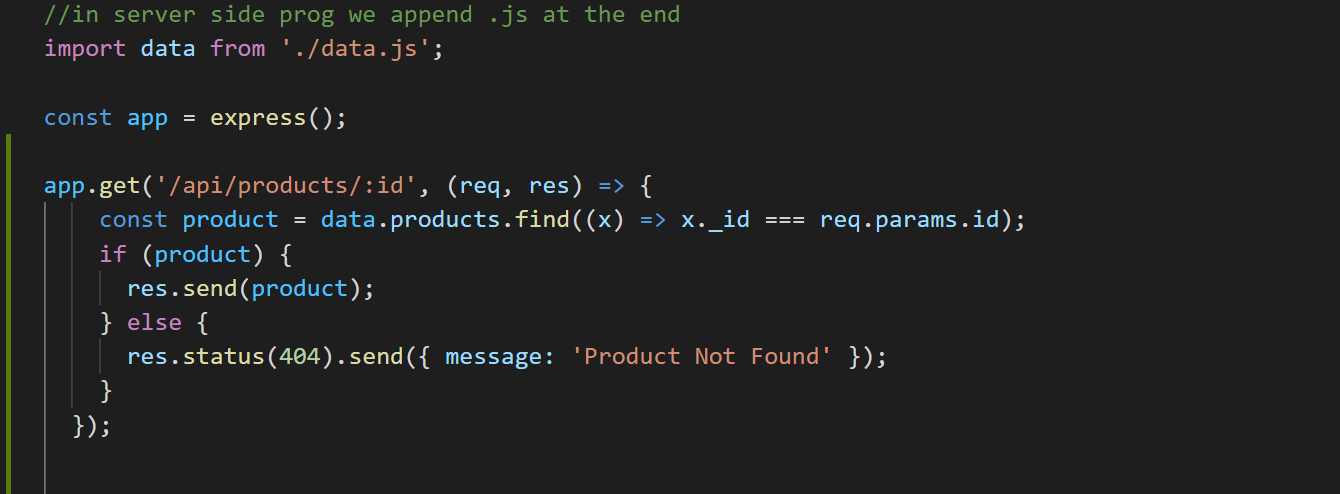 //in server side prog we append .js at the end
import data from './data.js';
const app = express();
app.get('/api/products/:id', (req, res) => {
const product = data.products.find((x) => x._id === req.params.id);
if (product) {
res.send(product);
} else {
res.status(404).send({ message: 'Product Not Found' });
}
});